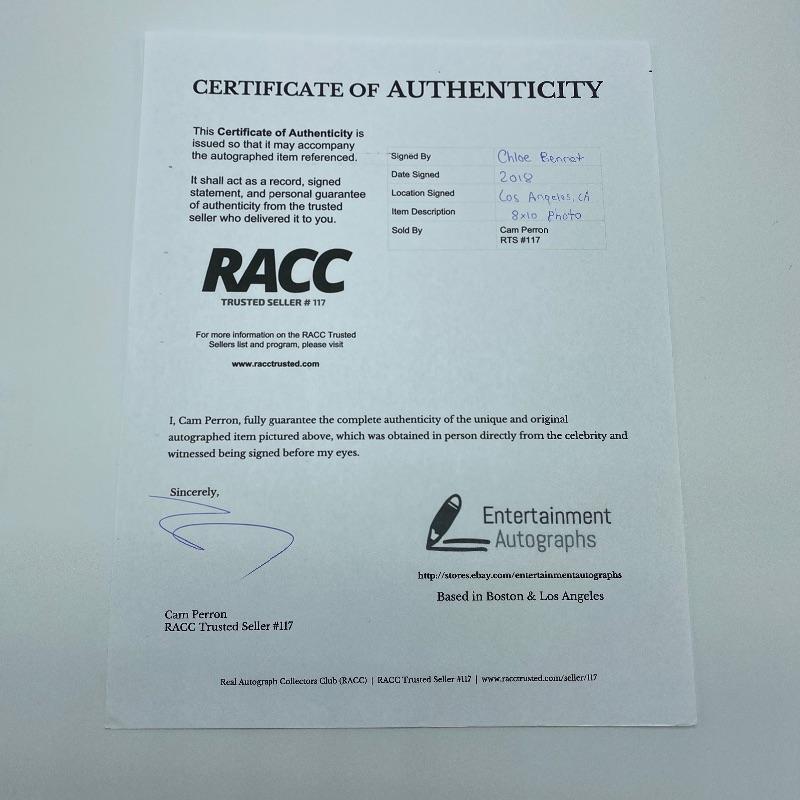 CERTIFICATE OF AUTHENTICITY
This Certificate of Authenticity is
issued so that it may accompany
the autographed item referenced.
It shall act as a record, signed
statement, and personal guarantee
of authenticity from the trusted
seller who delivered it to you.
RACC
TRUSTED SELLER # 117
For more information on the RACC Trusted
Sellers list and program, please visit
www.racctrusted.com
Signed By Chloe Bennet
Date Signed 2018
Location Signed Los Angeles, CA
Item Description 8x10 Photo
Sold By Cam Perron
RTS #117
I, Cam Perron, fully guarantee the complete authenticity of the unique and original
autographed item pictured above, which was obtained in person directly from the celebrity and
witnessed being signed before my eyes.
Sincerely,
Entertainment
Autographs
http://stores.ebay.com/entertainmentautographs
Based in Boston & Los Angeles
Cam Perron
RACC Trusted Seller #117
Real Autograph Collectors Club (RACC) | RACC Trusted Seller #117 | www.racctrusted.com/seller/117